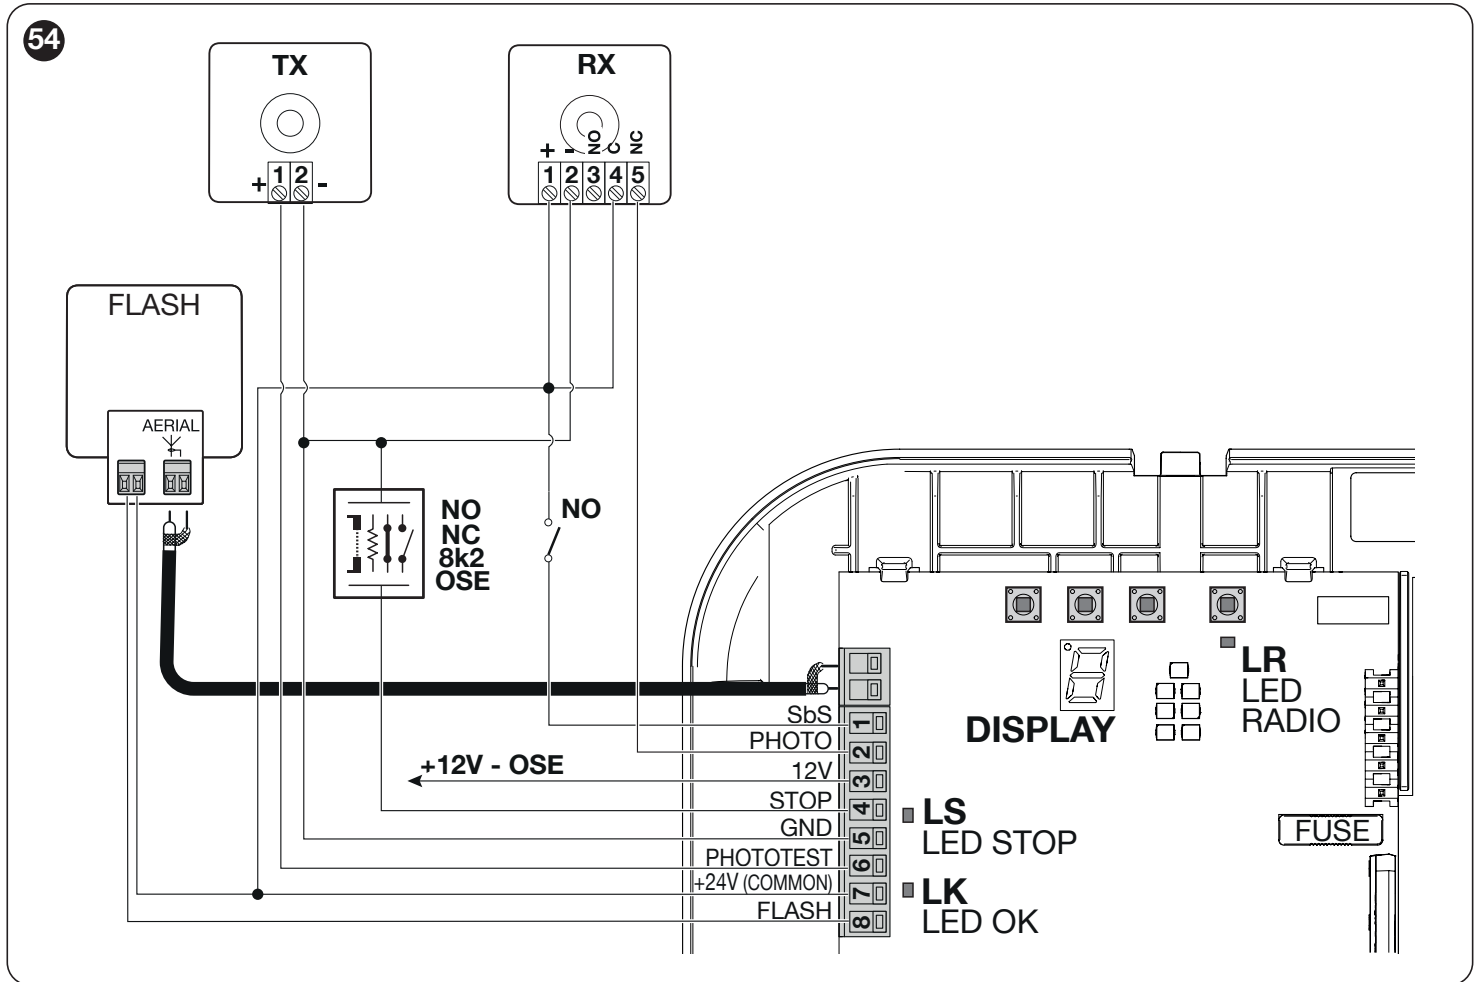 54
TX
RX
+ 1 2 -
+ - NO C NC
1 2 3 4 5
FLASH
AERIAL
NO
NC
8k2
OSE
NO
SbS 1
PHOTO 2
+12V - OSE 12V 3
STOP 4
GND 5
PHOTOTEST 6
+24V (COMMON) 7
FLASH 8
DISPLAY
LR
LED
RADIO
LS
LED STOP
LK
LED OK
FUSE